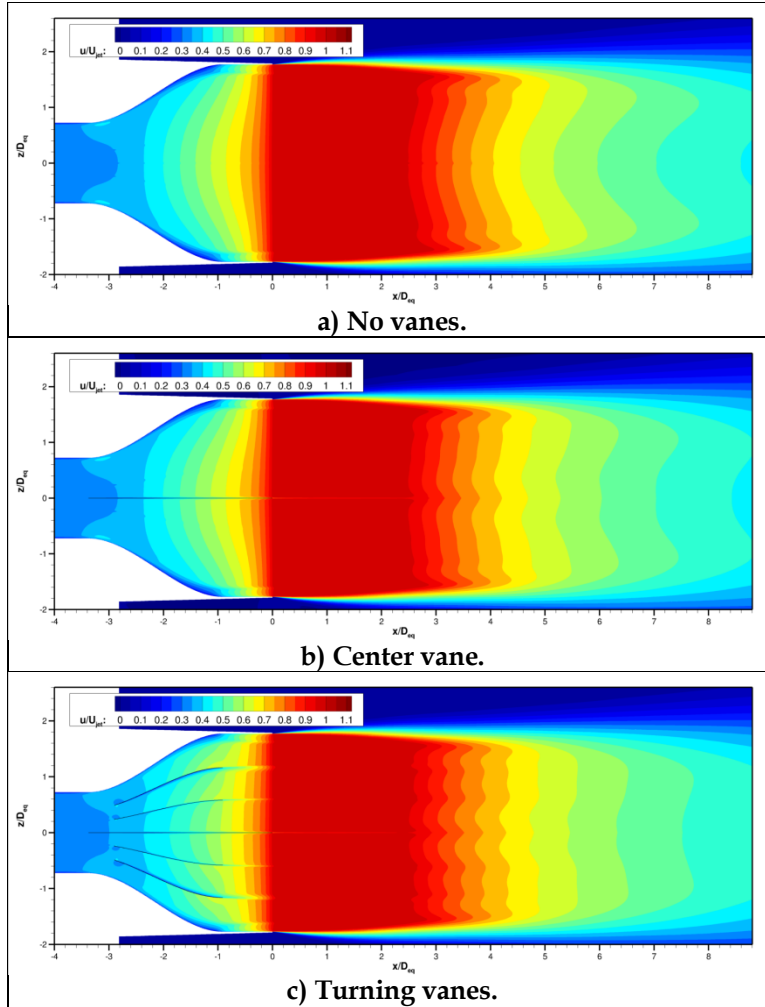 u/U_jet: 0 0.1 0.2 0.3 0.4 0.5 0.6 0.7 0.8 0.9 1 1.1
z/D_eq
2
1
0
-1
-2
-4 -3 -2 -1 0 1 2 3 4 5 6 7 8
x/D_eq
a) No vanes.
u/U_jet: 0 0.1 0.2 0.3 0.4 0.5 0.6 0.7 0.8 0.9 1 1.1
z/D_eq
2
1
0
-1
-2
-4 -3 -2 -1 0 1 2 3 4 5 6 7 8
x/D_eq
b) Center vane.
u/U_jet: 0 0.1 0.2 0.3 0.4 0.5 0.6 0.7 0.8 0.9 1 1.1
z/D_eq
2
1
0
-1
-2
-4 -3 -2 -1 0 1 2 3 4 5 6 7 8
x/D_eq
c) Turning vanes.